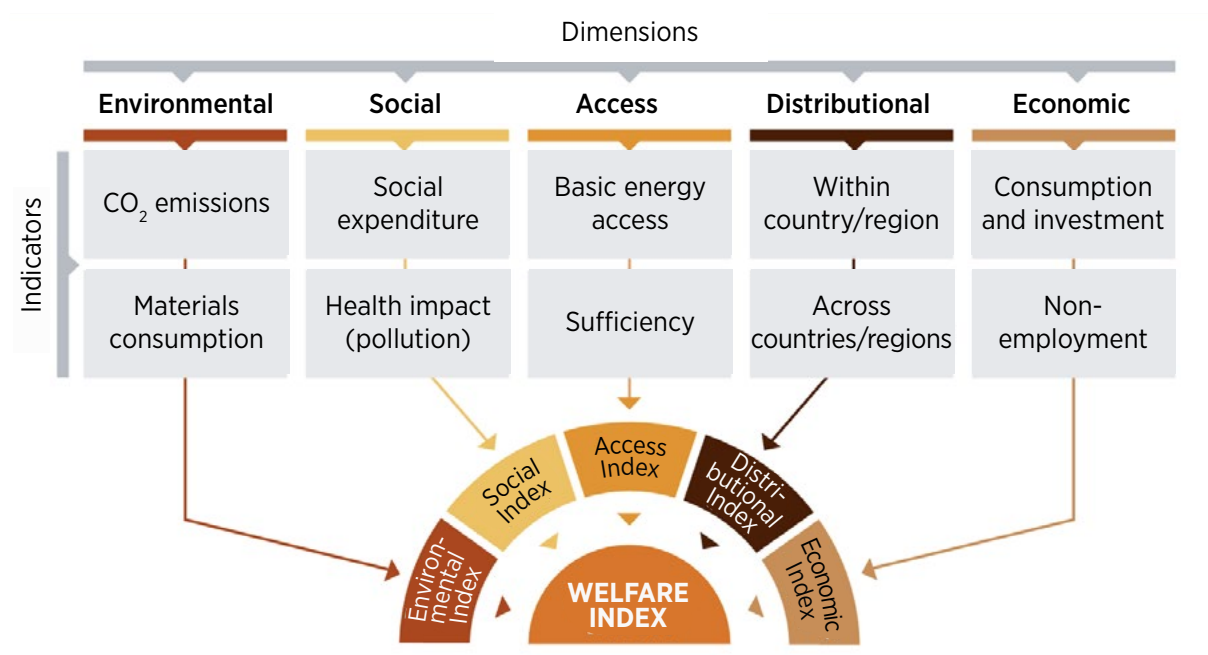 Dimensions
Environmental
Social
Access
Distributional
Economic
Indicators
CO₂ emissions
Social
expenditure
Basic energy
access
Within
country/region
Consumption
and investment
Materials
consumption
Health impact
(pollution)
Sufficiency
Across
countries/regions
Non-
employment
Environ-
mental
Index
Social
Index
Access
Index
Distri-
butional
Index
Economic
Index
WELFARE
INDEX